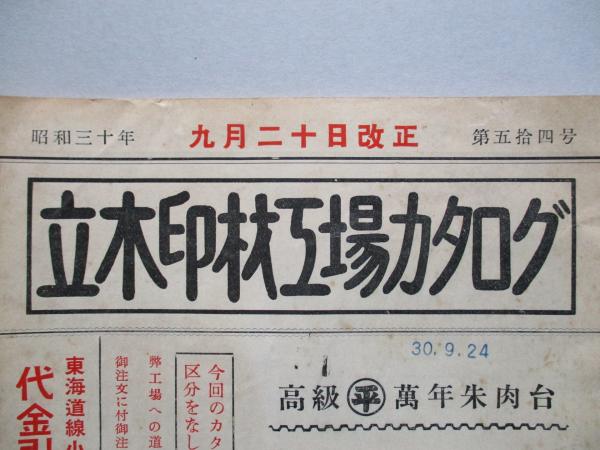 昭和三十年 九月二十日改正 第五拾四号
立木印材工場カタログ
30.9.24
高級㊊萬年朱肉台
今回のカタ
区分をなし
弊工場への道
御注文に付御注
東海道線小
代金引